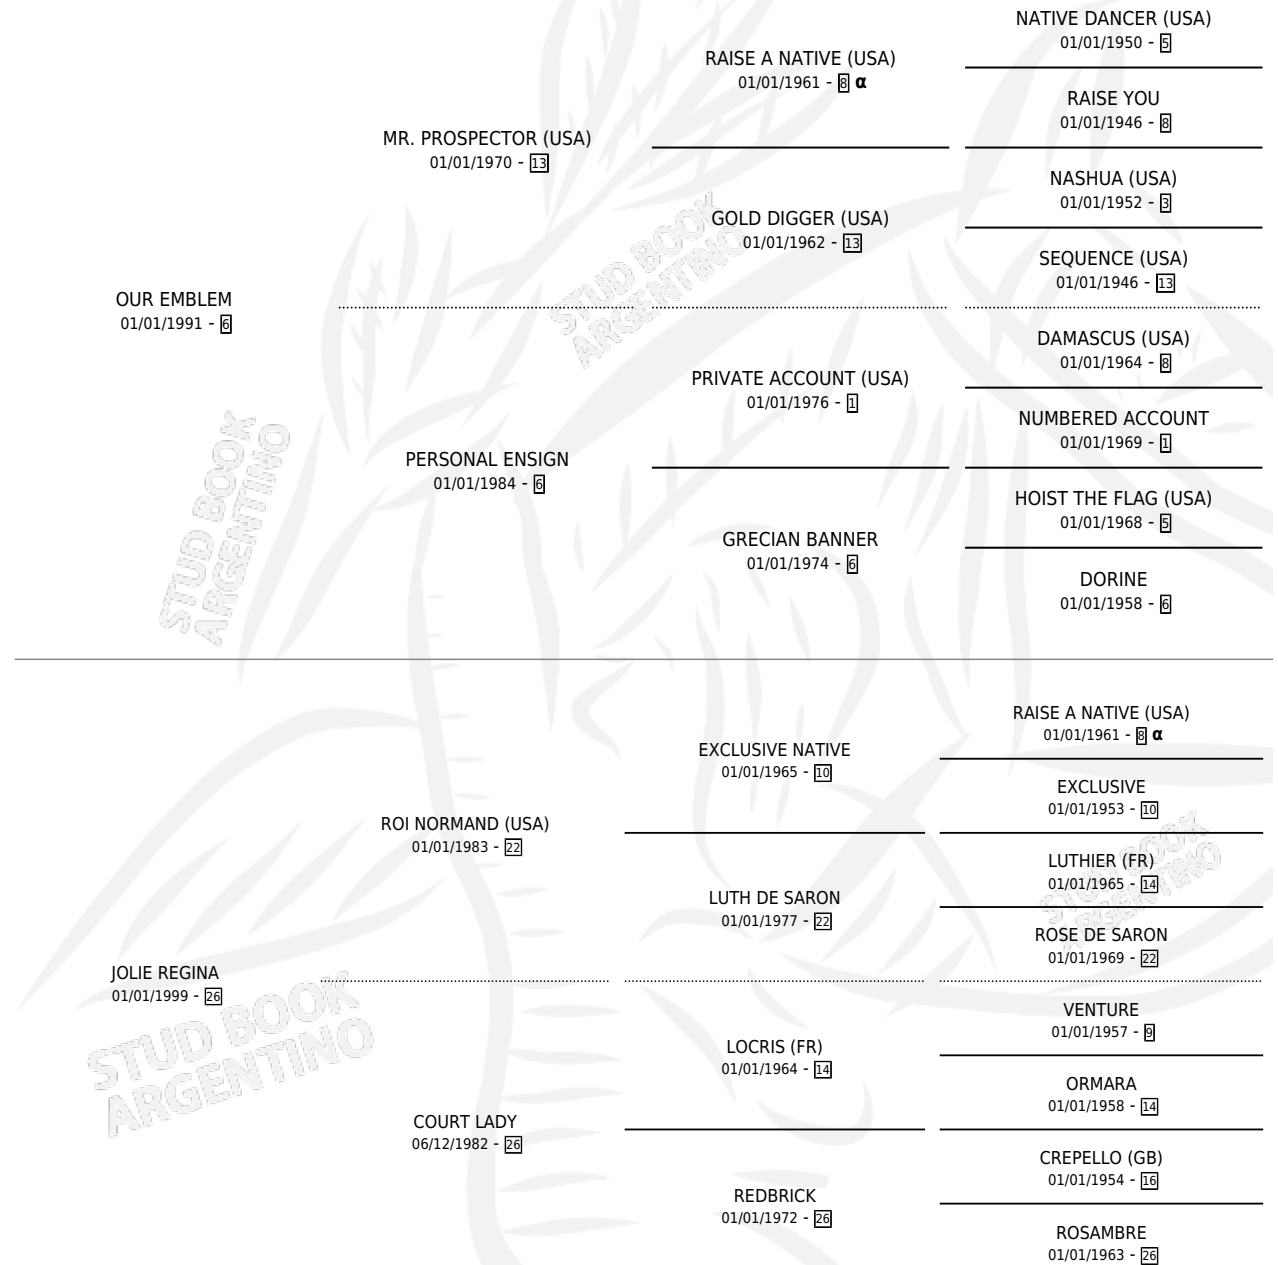 NATIVE DANCER (USA)
01/01/1950 - 5
RAISE A NATIVE (USA)
01/01/1961 - 8 α
RAISE YOU
01/01/1946 - 8
MR. PROSPECTOR (USA)
01/01/1970 - 13
NASHUA (USA)
01/01/1952 - 3
GOLD DIGGER (USA)
01/01/1962 - 13
SEQUENCE (USA)
01/01/1946 - 13
STUD BOOK
ARGENTINO
OUR EMBLEM
01/01/1991 - 6
DAMASCUS (USA)
01/01/1964 - 8
PRIVATE ACCOUNT (USA)
01/01/1976 - 1
NUMBERED ACCOUNT
01/01/1969 - 1
PERSONAL ENSIGN
01/01/1984 - 6
HOIST THE FLAG (USA)
01/01/1968 - 5
GRECIAN BANNER
01/01/1974 - 6
DORINE
01/01/1958 - 6
STUD BOOK
ARGENTINO
RAISE A NATIVE (USA)
01/01/1961 - 8 α
EXCLUSIVE NATIVE
01/01/1965 - 10
EXCLUSIVE
01/01/1953 - 10
ROI NORMAND (USA)
01/01/1983 - 22
LUTHIER (FR)
01/01/1965 - 14
LUTH DE SARON
01/01/1977 - 22
ROSE DE SARON
01/01/1969 - 22
STUD BOOK
ARGENTINO
JOLIE REGINA
01/01/1999 - 26
VENTURE
01/01/1957 - 9
LOCRIS (FR)
01/01/1964 - 14
ORMARA
01/01/1958 - 14
COURT LADY
06/12/1982 - 26
CREPELLO (GB)
01/01/1954 - 16
REDBRICK
01/01/1972 - 26
ROSAMBRE
01/01/1963 - 26
STUD BOOK
ARGENTINO